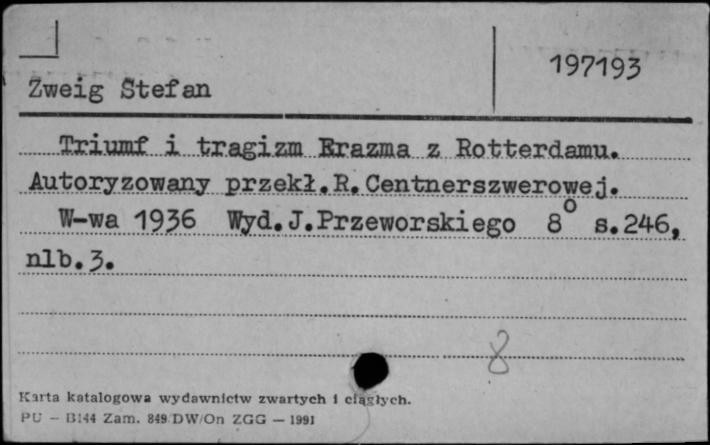 197193
Zweig Stefan
Triumf i tragizm Erazma z Rotterdamu.
Autoryzowany przekł.R.Centnerszwerowej.
W-wa 1936 Wyd.J.Przeworskiego 8° s.246,
nlb.3.
8
Karta katalogowa wydawnictw zwartych i ciągłych.
PU - B144 Zam. 849 DW/On ZGG — 1991